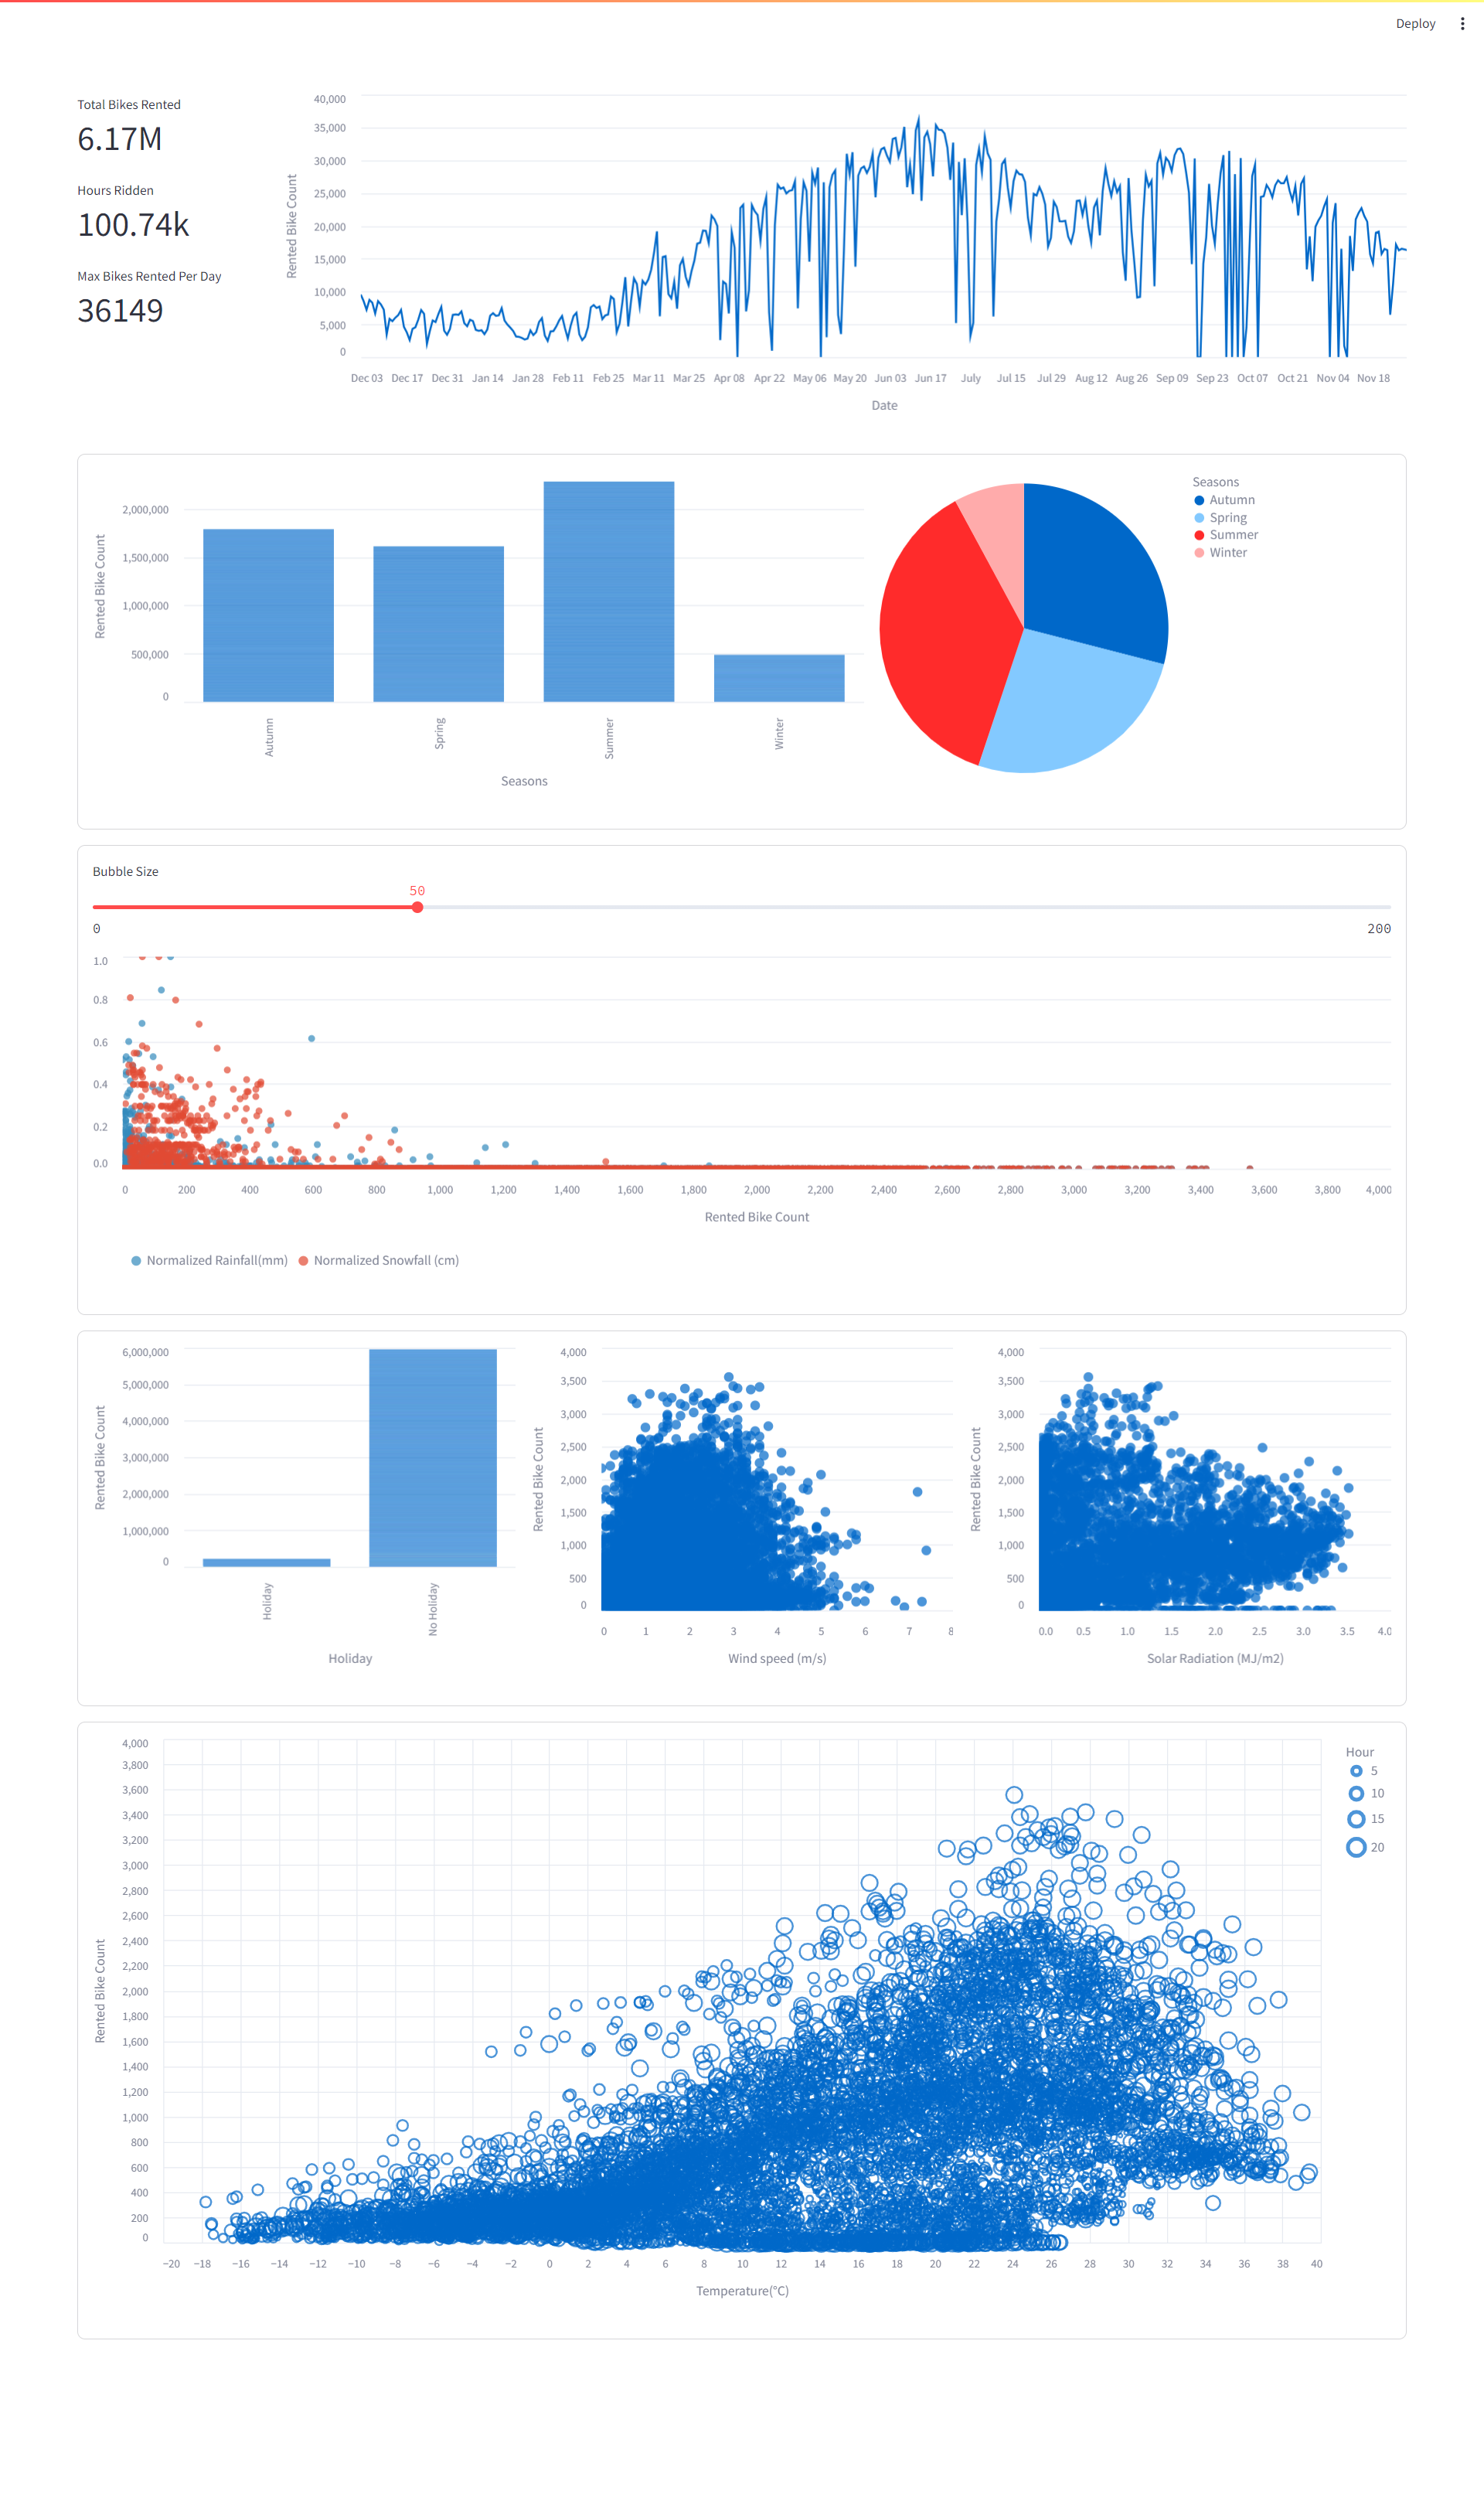 Deploy
Total Bikes Rented
6.17M
Hours Ridden
100.74k
Max Bikes Rented Per Day
36149
Rented Bike Count
40,000
35,000
30,000
25,000
20,000
15,000
10,000
5,000
0
Dec 03 Dec 17 Dec 31 Jan 14 Jan 28 Feb 11 Feb 25 Mar 11 Mar 25 Apr 08 Apr 22 May 06 May 20 Jun 03 Jun 17 July Jul 15 Jul 29 Aug 12 Aug 26 Sep 09 Sep 23 Oct 07 Oct 21 Nov 04 Nov 18
Date
Rented Bike Count
2,000,000
1,500,000
1,000,000
500,000
0
Autumn Spring Summer Winter
Seasons
Seasons
Autumn
Spring
Summer
Winter
Bubble Size
50
0 200
1.0
0.8
0.6
0.4
0.2
0.0
0 200 400 600 800 1,000 1,200 1,400 1,600 1,800 2,000 2,200 2,400 2,600 2,800 3,000 3,200 3,400 3,600 3,800 4,000
Rented Bike Count
Normalized Rainfall(mm) Normalized Snowfall (cm)
Rented Bike Count
6,000,000
5,000,000
4,000,000
3,000,000
2,000,000
1,000,000
0
Holiday No Holiday
Holiday
Rented Bike Count
4,000
3,500
3,000
2,500
2,000
1,500
1,000
500
0
0 1 2 3 4 5 6 7 8
Wind speed (m/s)
Rented Bike Count
4,000
3,500
3,000
2,500
2,000
1,500
1,000
500
0
0.0 0.5 1.0 1.5 2.0 2.5 3.0 3.5 4.0
Solar Radiation (MJ/m2)
Rented Bike Count
4,000
3,800
3,600
3,400
3,200
3,000
2,800
2,600
2,400
2,200
2,000
1,800
1,600
1,400
1,200
1,000
800
600
400
200
0
−20 −18 −16 −14 −12 −10 −8 −6 −4 −2 0 2 4 6 8 10 12 14 16 18 20 22 24 26 28 30 32 34 36 38 40
Temperature(°C)
Hour
5
10
15
20